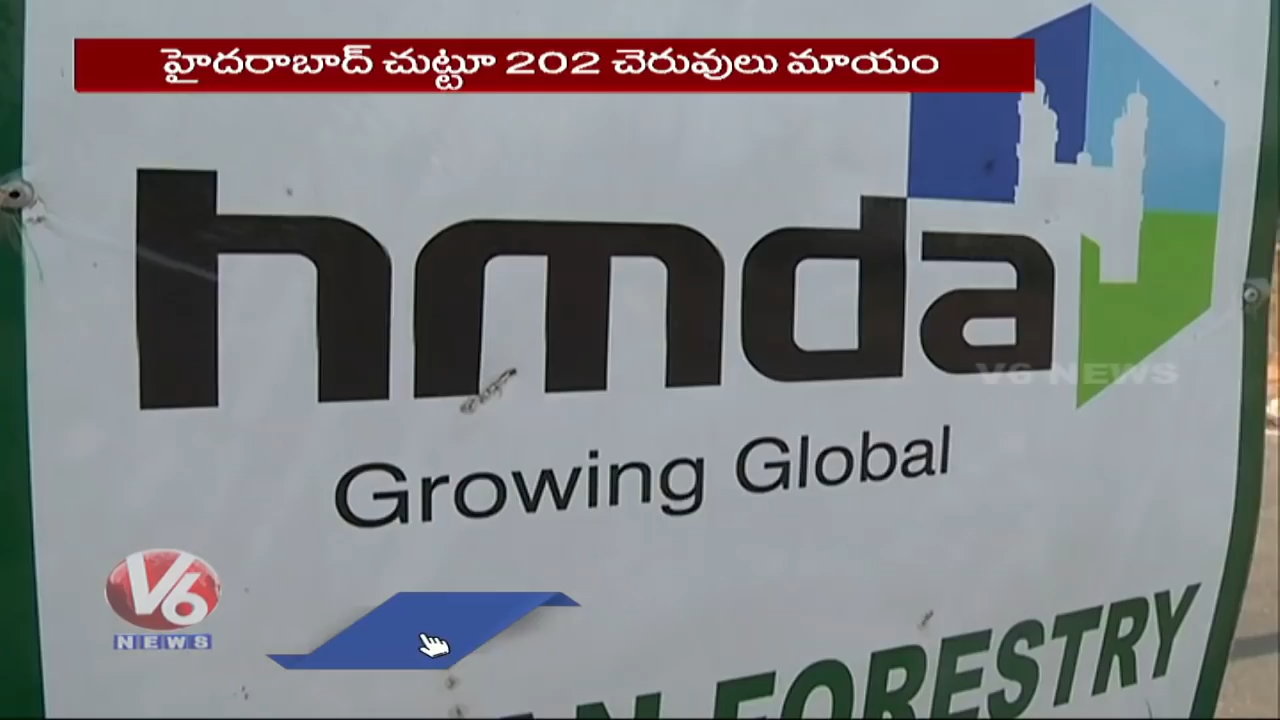 హైదరాబాద్ చుట్టూ 202 చెరువులు మాయం
hmda
V6 NEWS
Growing Global
V6
NEWS
FORESTRY